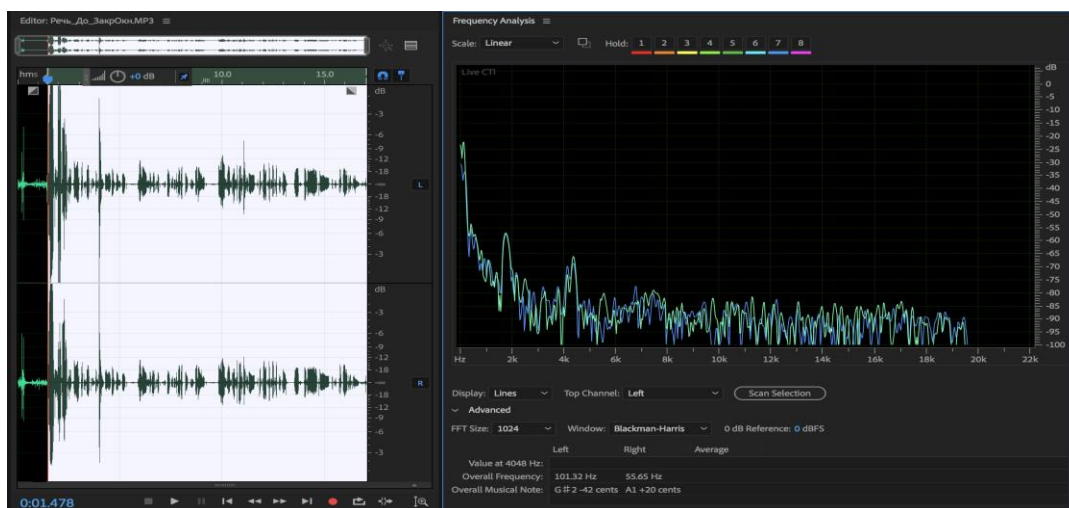 Editor: Речь_До_ЗакрОкн.MP3
hms
+0 dB
10.0
15.0
dB
-3
-6
-9
-12
-18
-∞
-18
-12
-9
-6
-3
L
dB
-3
-6
-9
-12
-18
-∞
-18
-12
-9
-6
-3
R
0:01.478
Frequency Analysis
Scale: Linear
Hold: 1 2 3 4 5 6 7 8
Live CTI
dB
0
-5
-10
-15
-20
-25
-30
-35
-40
-45
-50
-55
-60
-65
-70
-75
-80
-85
-90
-95
-100
Hz 2k 4k 6k 8k 10k 12k 14k 16k 18k 20k 22k
Display: Lines Top Channel: Left Scan Selection
Advanced
FFT Size: 1024 Window: Blackman-Harris 0 dB Reference: 0 dBFS
Left Right Average
Value at 4048 Hz:
Overall Frequency: 101.32 Hz 55.65 Hz
Overall Musical Note: G#2 -42 cents A1 +20 cents